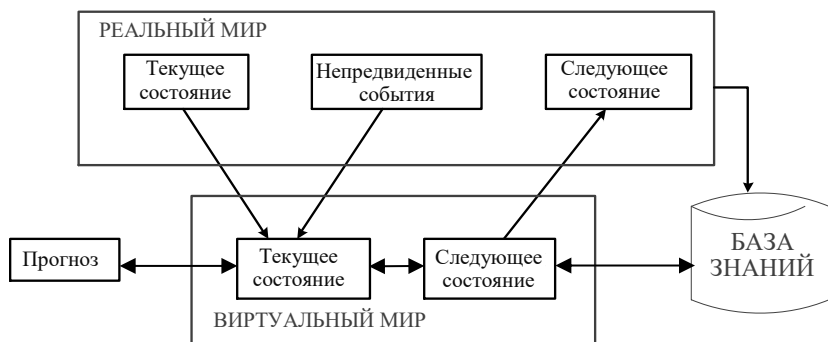 РЕАЛЬНЫЙ МИР
Текущее
состояние
Непредвиденные
события
Следующее
состояние
Прогноз
Текущее
состояние
Следующее
состояние
БАЗА
ЗНАНИЙ
ВИРТУАЛЬНЫЙ МИР